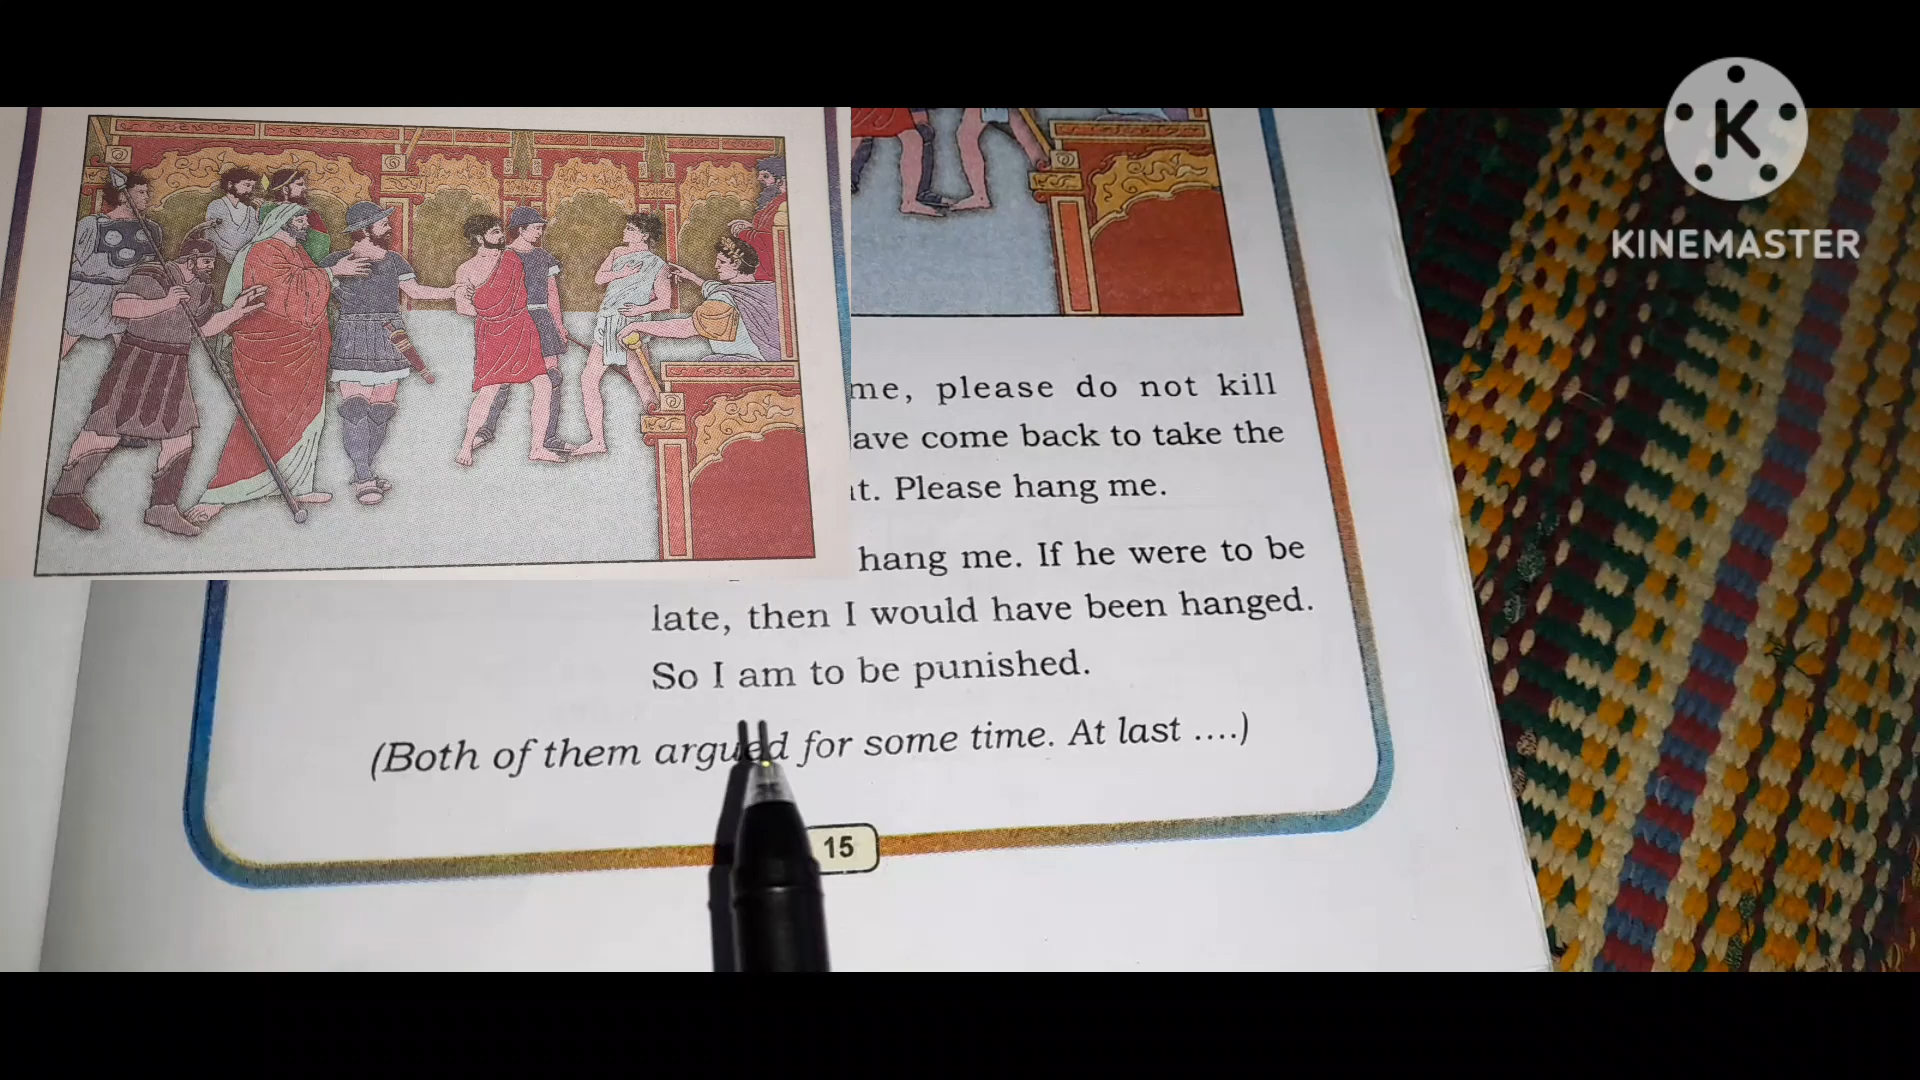 KINEMASTER
me, please do not kill
ave come back to take the
t. Please hang me.
hang me. If he were to be
late, then I would have been hanged.
So I am to be punished.
(Both of them argued for some time. At last ....)
15